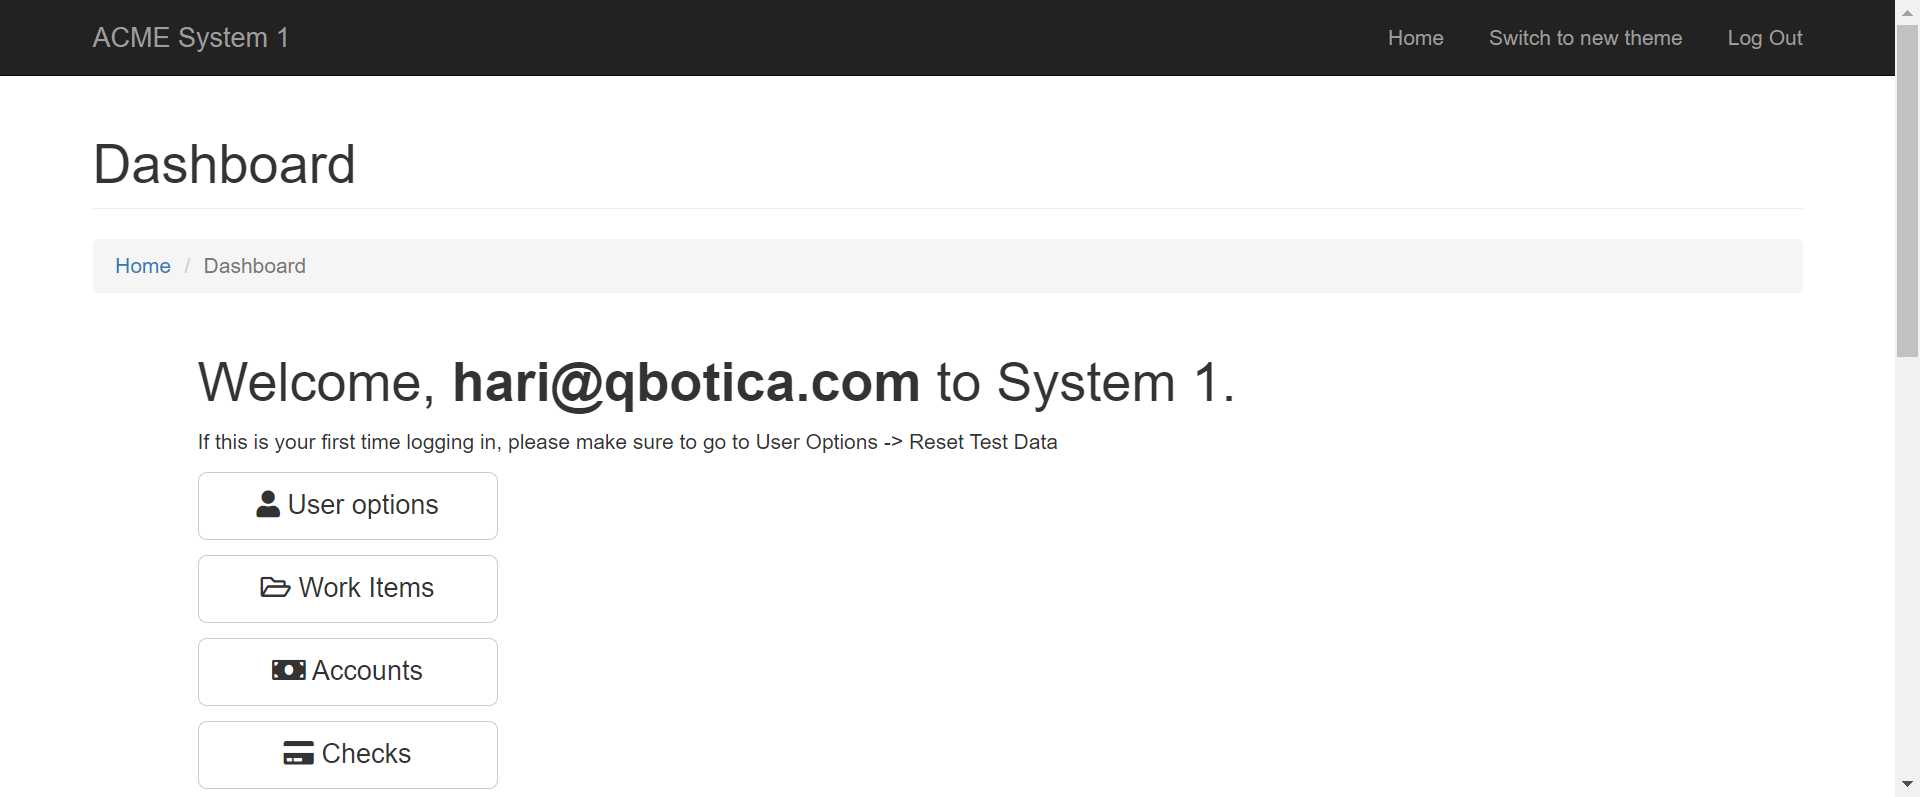 ACME System 1
Home
Switch to new theme
Log Out
Dashboard
Home / Dashboard
Welcome, hari@qbotica.com to System 1.
If this is your first time logging in, please make sure to go to User Options -> Reset Test Data
User options
Work Items
Accounts
Checks